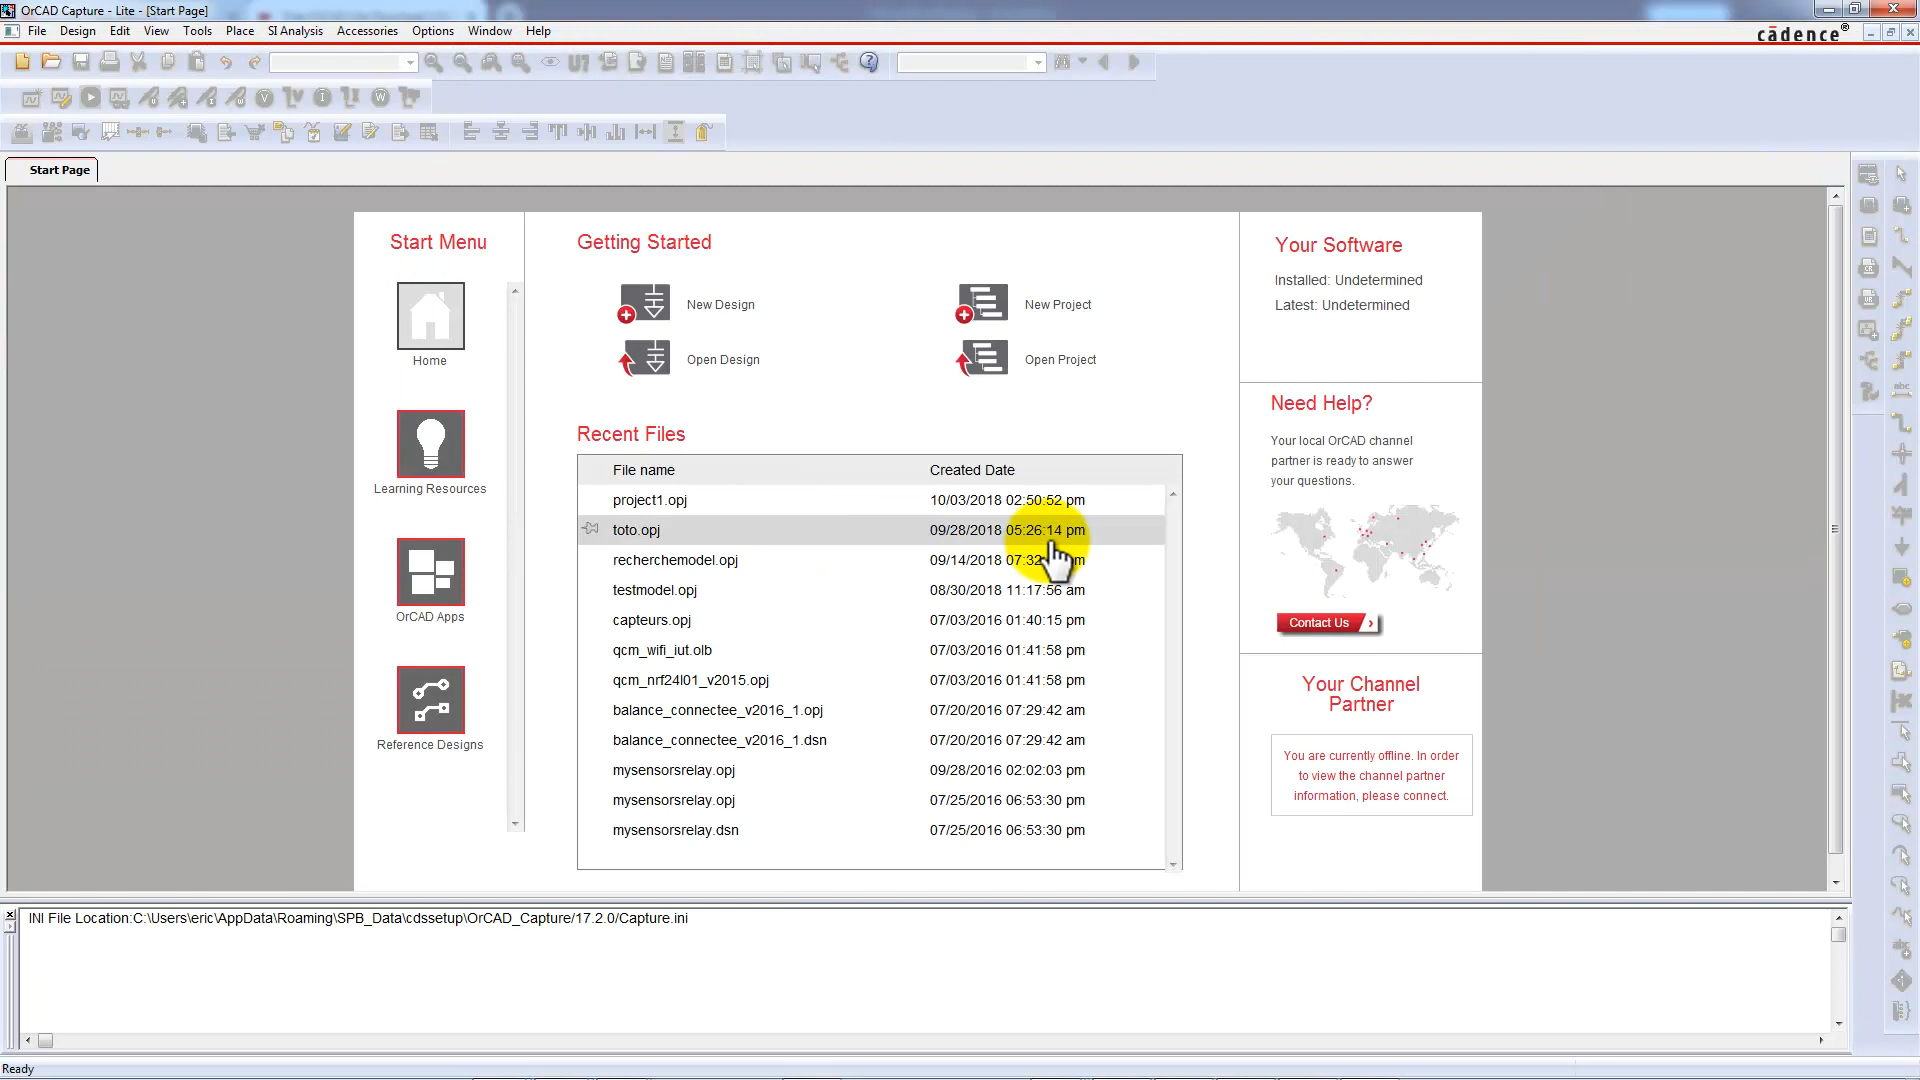 OrCAD Capture - Lite - [Start Page]
File Design Edit View Tools Place SI Analysis Accessories Options Window Help
cādence®
Start Page
Start Menu
Home
Learning Resources
OrCAD Apps
Reference Designs
Getting Started
New Design
New Project
Open Design
Open Project
Recent Files
File name Created Date
project1.opj 10/03/2018 02:50:52 pm
toto.opj 09/28/2018 05:26:14 pm
recherchemodel.opj 09/14/2018 07:32 m
testmodel.opj 08/30/2018 11:17:56 am
capteurs.opj 07/03/2016 01:40:15 pm
qcm_wifi_iut.olb 07/03/2016 01:41:58 pm
qcm_nrf24l01_v2015.opj 07/03/2016 01:41:58 pm
balance_connectee_v2016_1.opj 07/20/2016 07:29:42 am
balance_connectee_v2016_1.dsn 07/20/2016 07:29:42 am
mysensorsrelay.opj 09/28/2016 02:02:03 pm
mysensorsrelay.opj 07/25/2016 06:53:30 pm
mysensorsrelay.dsn 07/25/2016 06:53:30 pm
Your Software
Installed: Undetermined
Latest: Undetermined
Need Help?
Your local OrCAD channel
partner is ready to answer
your questions.
Contact Us
Your Channel
Partner
You are currently offline. In order
to view the channel partner
information, please connect.
INI File Location:C:\Users\eric\AppData\Roaming\SPB_Data\cdssetup\OrCAD_Capture/17.2.0/Capture.ini
Ready